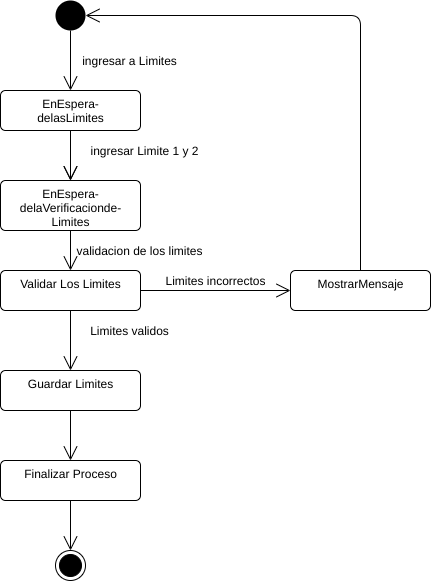 ingresar a Limites
EnEspera-
delasLimites
ingresar Limite 1 y 2
EnEspera-
delaVerificacionde-
Limites
validacion de los limites
Validar Los Limites
Limites incorrectos
MostrarMensaje
Limites validos
Guardar Limites
Finalizar Proceso